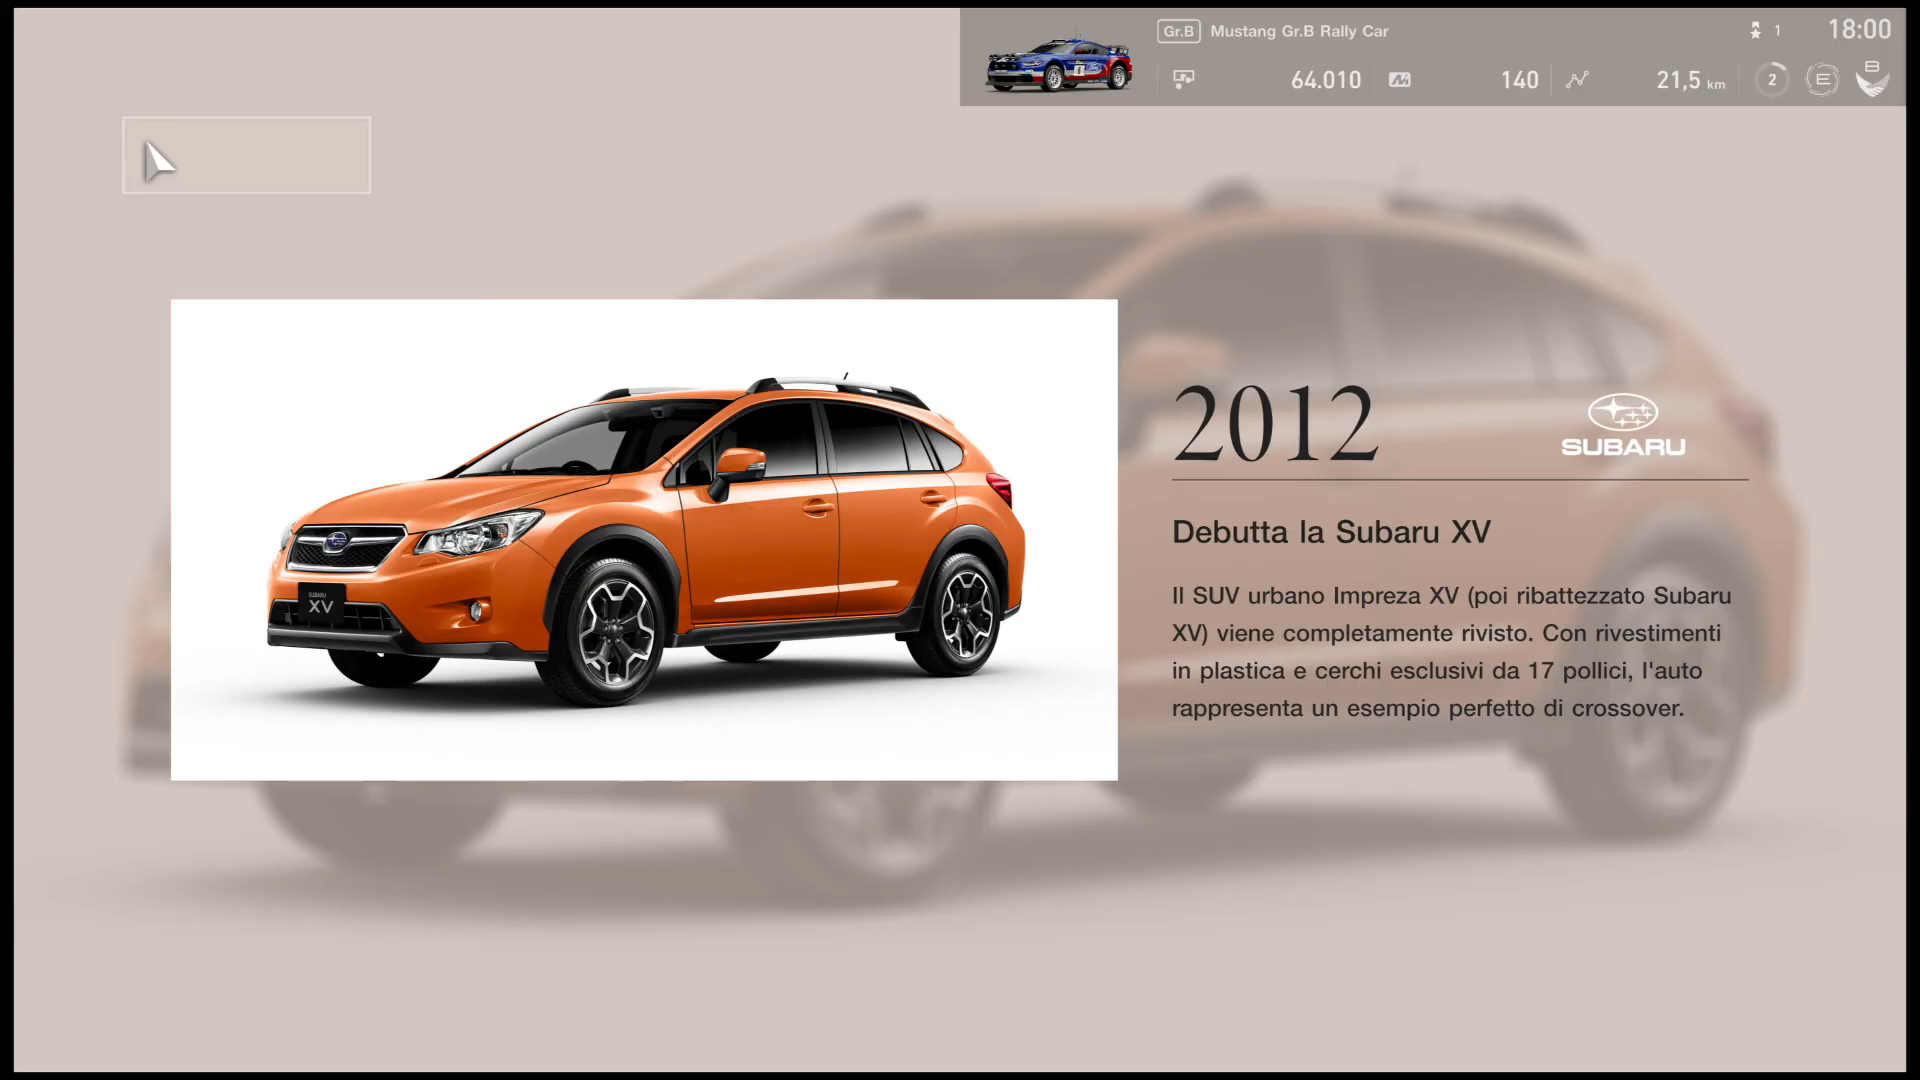 Gr.B Mustang Gr.B Rally Car 1 18:00
64.010 140 21,5 km 2 E B
2012
SUBARU
Debutta la Subaru XV
Il SUV urbano Impreza XV (poi ribattezzato Subaru
XV) viene completamente rivisto. Con rivestimenti
in plastica e cerchi esclusivi da 17 pollici, l'auto
rappresenta un esempio perfetto di crossover.
SUBARU
XV